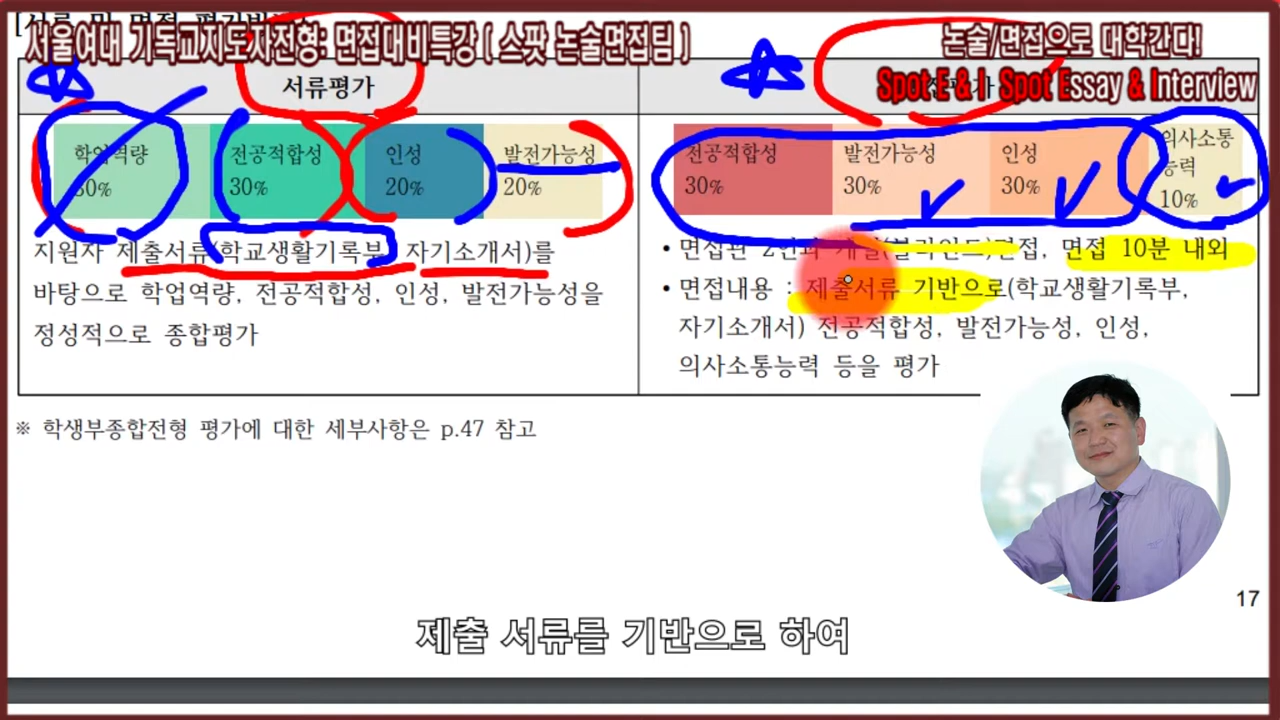 서울여대 기독교지도자전형: 면접대비특강 ( 스팟 논술면접팀 )
논술/면접으로 대학간다!
Spot E & I: Spot Essay & Interview
서류평가
학업역량
30%
전공적합성
30%
인성
20%
발전가능성
20%
전공적합성
30%
발전가능성
30%
인성
30%
의사소통
능력
10%
지원자 제출서류(학교생활기록부, 자기소개서)를
바탕으로 학업역량, 전공적합성, 인성, 발전가능성을
정성적으로 종합평가
• 면접관 2인과 개별(블라인드)면접, 면접 10분 내외
• 면접내용 : 제출서류 기반으로(학교생활기록부,
자기소개서) 전공적합성, 발전가능성, 인성,
의사소통능력 등을 평가
※ 학생부종합전형 평가에 대한 세부사항은 p.47 참고
17
제출 서류를 기반으로 하여